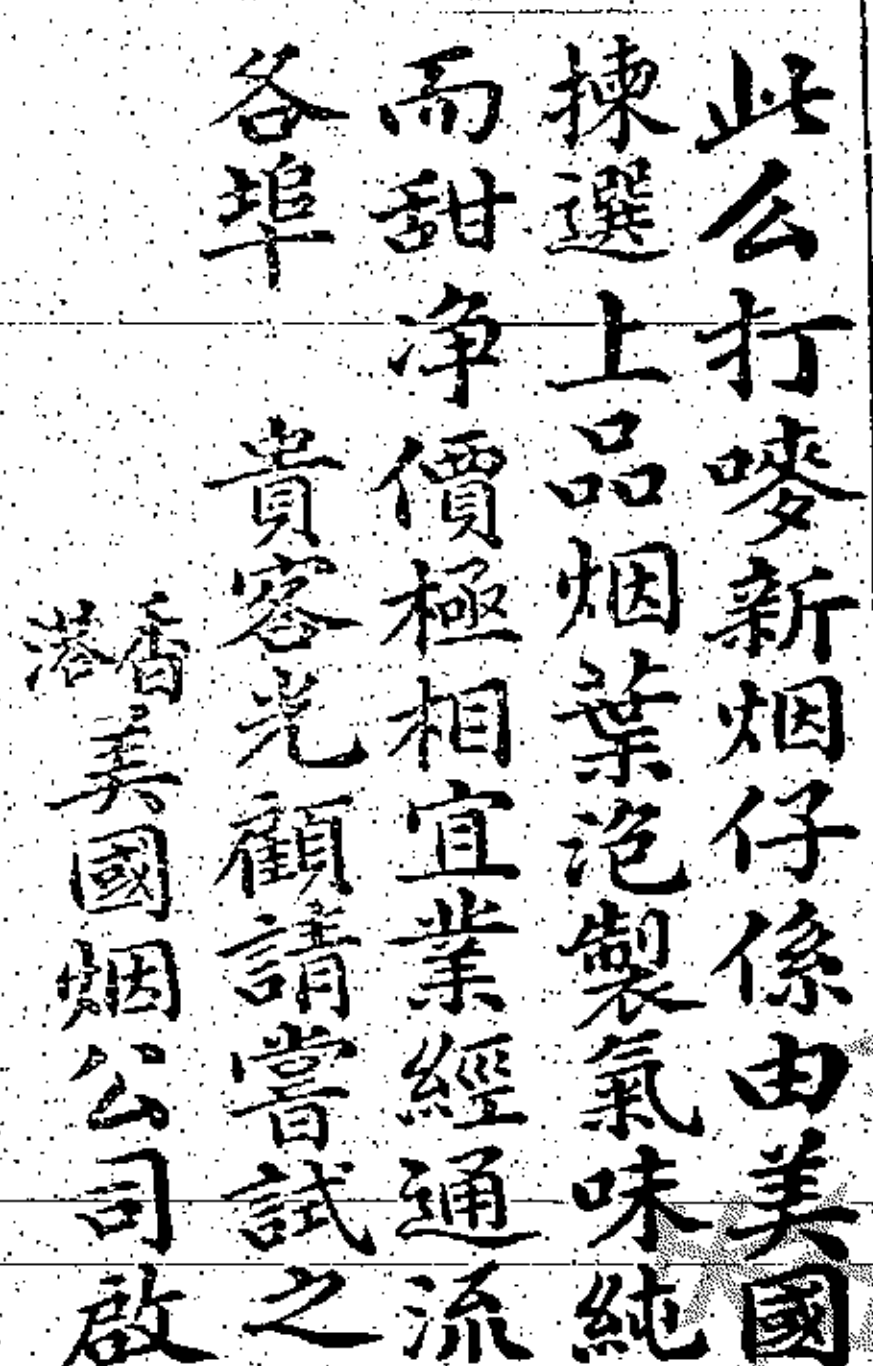 此公打嘜新烟仔係由美國
揀選上品烟葉泡製氣味純
而甜净價極相宜業經通流
各埠　貴客光顧請嘗試之
香港美國烟公司啟